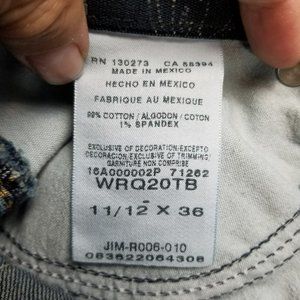 RN 130273 CA 56394
MADE IN MEXICO
HECHO EN MEXICO
FABRIQUE AU MEXIQUE
99% COTTON / ALGODON / COTON
1% SPANDEX
EXCLUSIVE OF DECORATION/EXCEPTO
DECORACION/EXCLUSIVE OF TRIMMING/
GARNITURE NON COMPRISE
16A000002P 71262
WRQ20TB
-
11/12 X 36
JIM-R006-010
083622064308